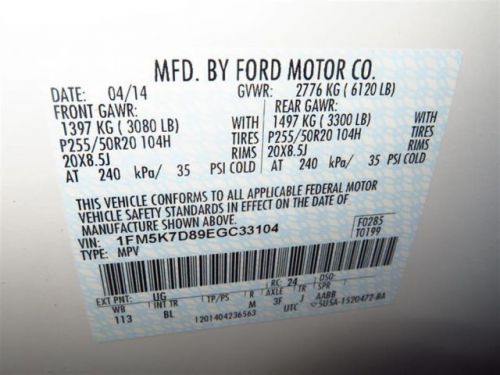 MFD. BY FORD MOTOR CO.
DATE: 04/14 GVWR: 2776 KG ( 6120 LB)
FRONT GAWR: REAR GAWR:
1397 KG ( 3080 LB) WITH 1497 KG ( 3300 LB) WITH
P255/50R20 104H TIRES P255/50R20 104H TIRES
20X8.5J RIMS 20X8.5J RIMS
AT 240 kPa/ 35 PSI COLD AT 240 kPa/ 35 PSI COLD
THIS VEHICLE CONFORMS TO ALL APPLICABLE FEDERAL MOTOR
VEHICLE SAFETY STANDARDS IN EFFECT ON THE DATE OF
MANUFACTURE SHOWN ABOVE.
VIN: 1FM5K7D89EGC33104 F0285
TYPE: MPV T0199
EXT PNT: UG RC: 24 DSO:
WB INT TR TP/PS R AXLE TR SPR
113 BL M 3F J AABB
1201404236563 UTC 5U5A-1520472-BA